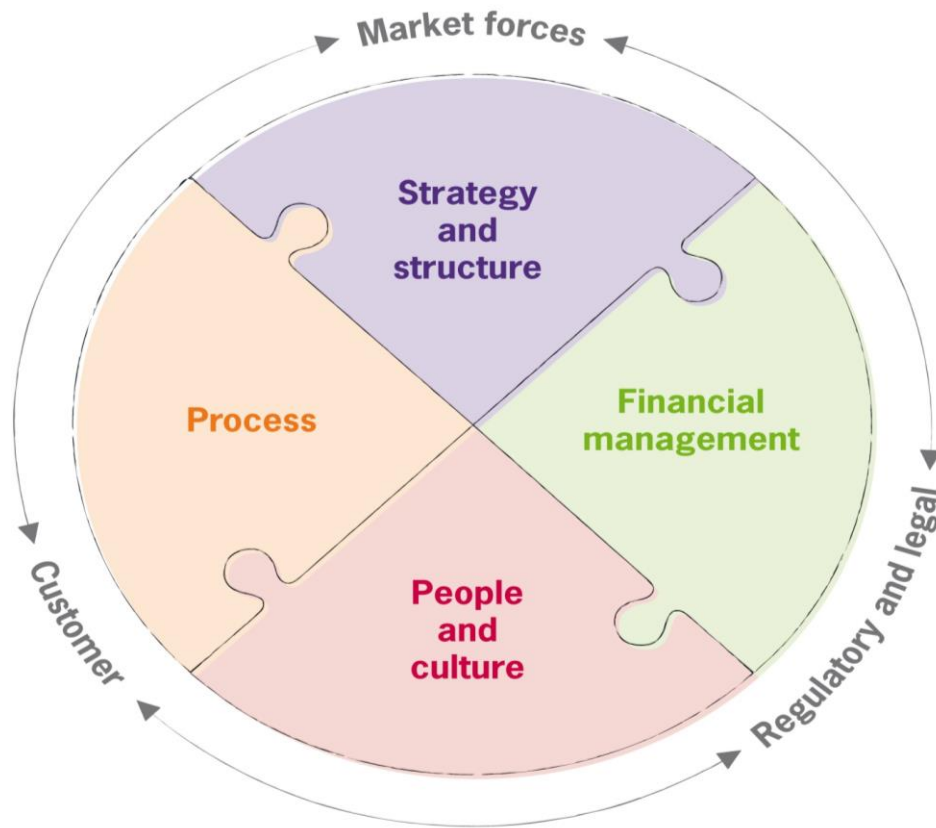 Market forces
Strategy
and
structure
Process
Financial
management
People
and
culture
Customer
Regulatory and legal